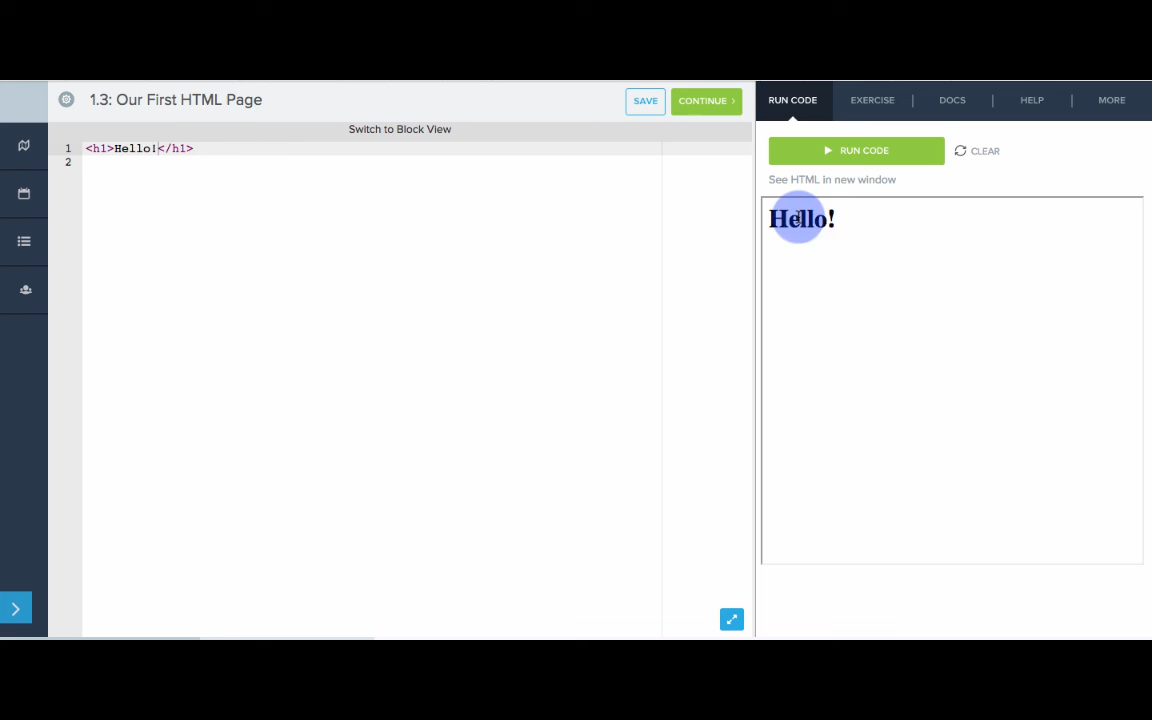 1.3: Our First HTML Page
SAVE
CONTINUE
Switch to Block View
1 <h1>Hello!</h1>
2
RUN CODE
EXERCISE
DOCS
HELP
MORE
RUN CODE
CLEAR
See HTML in new window
Hello!